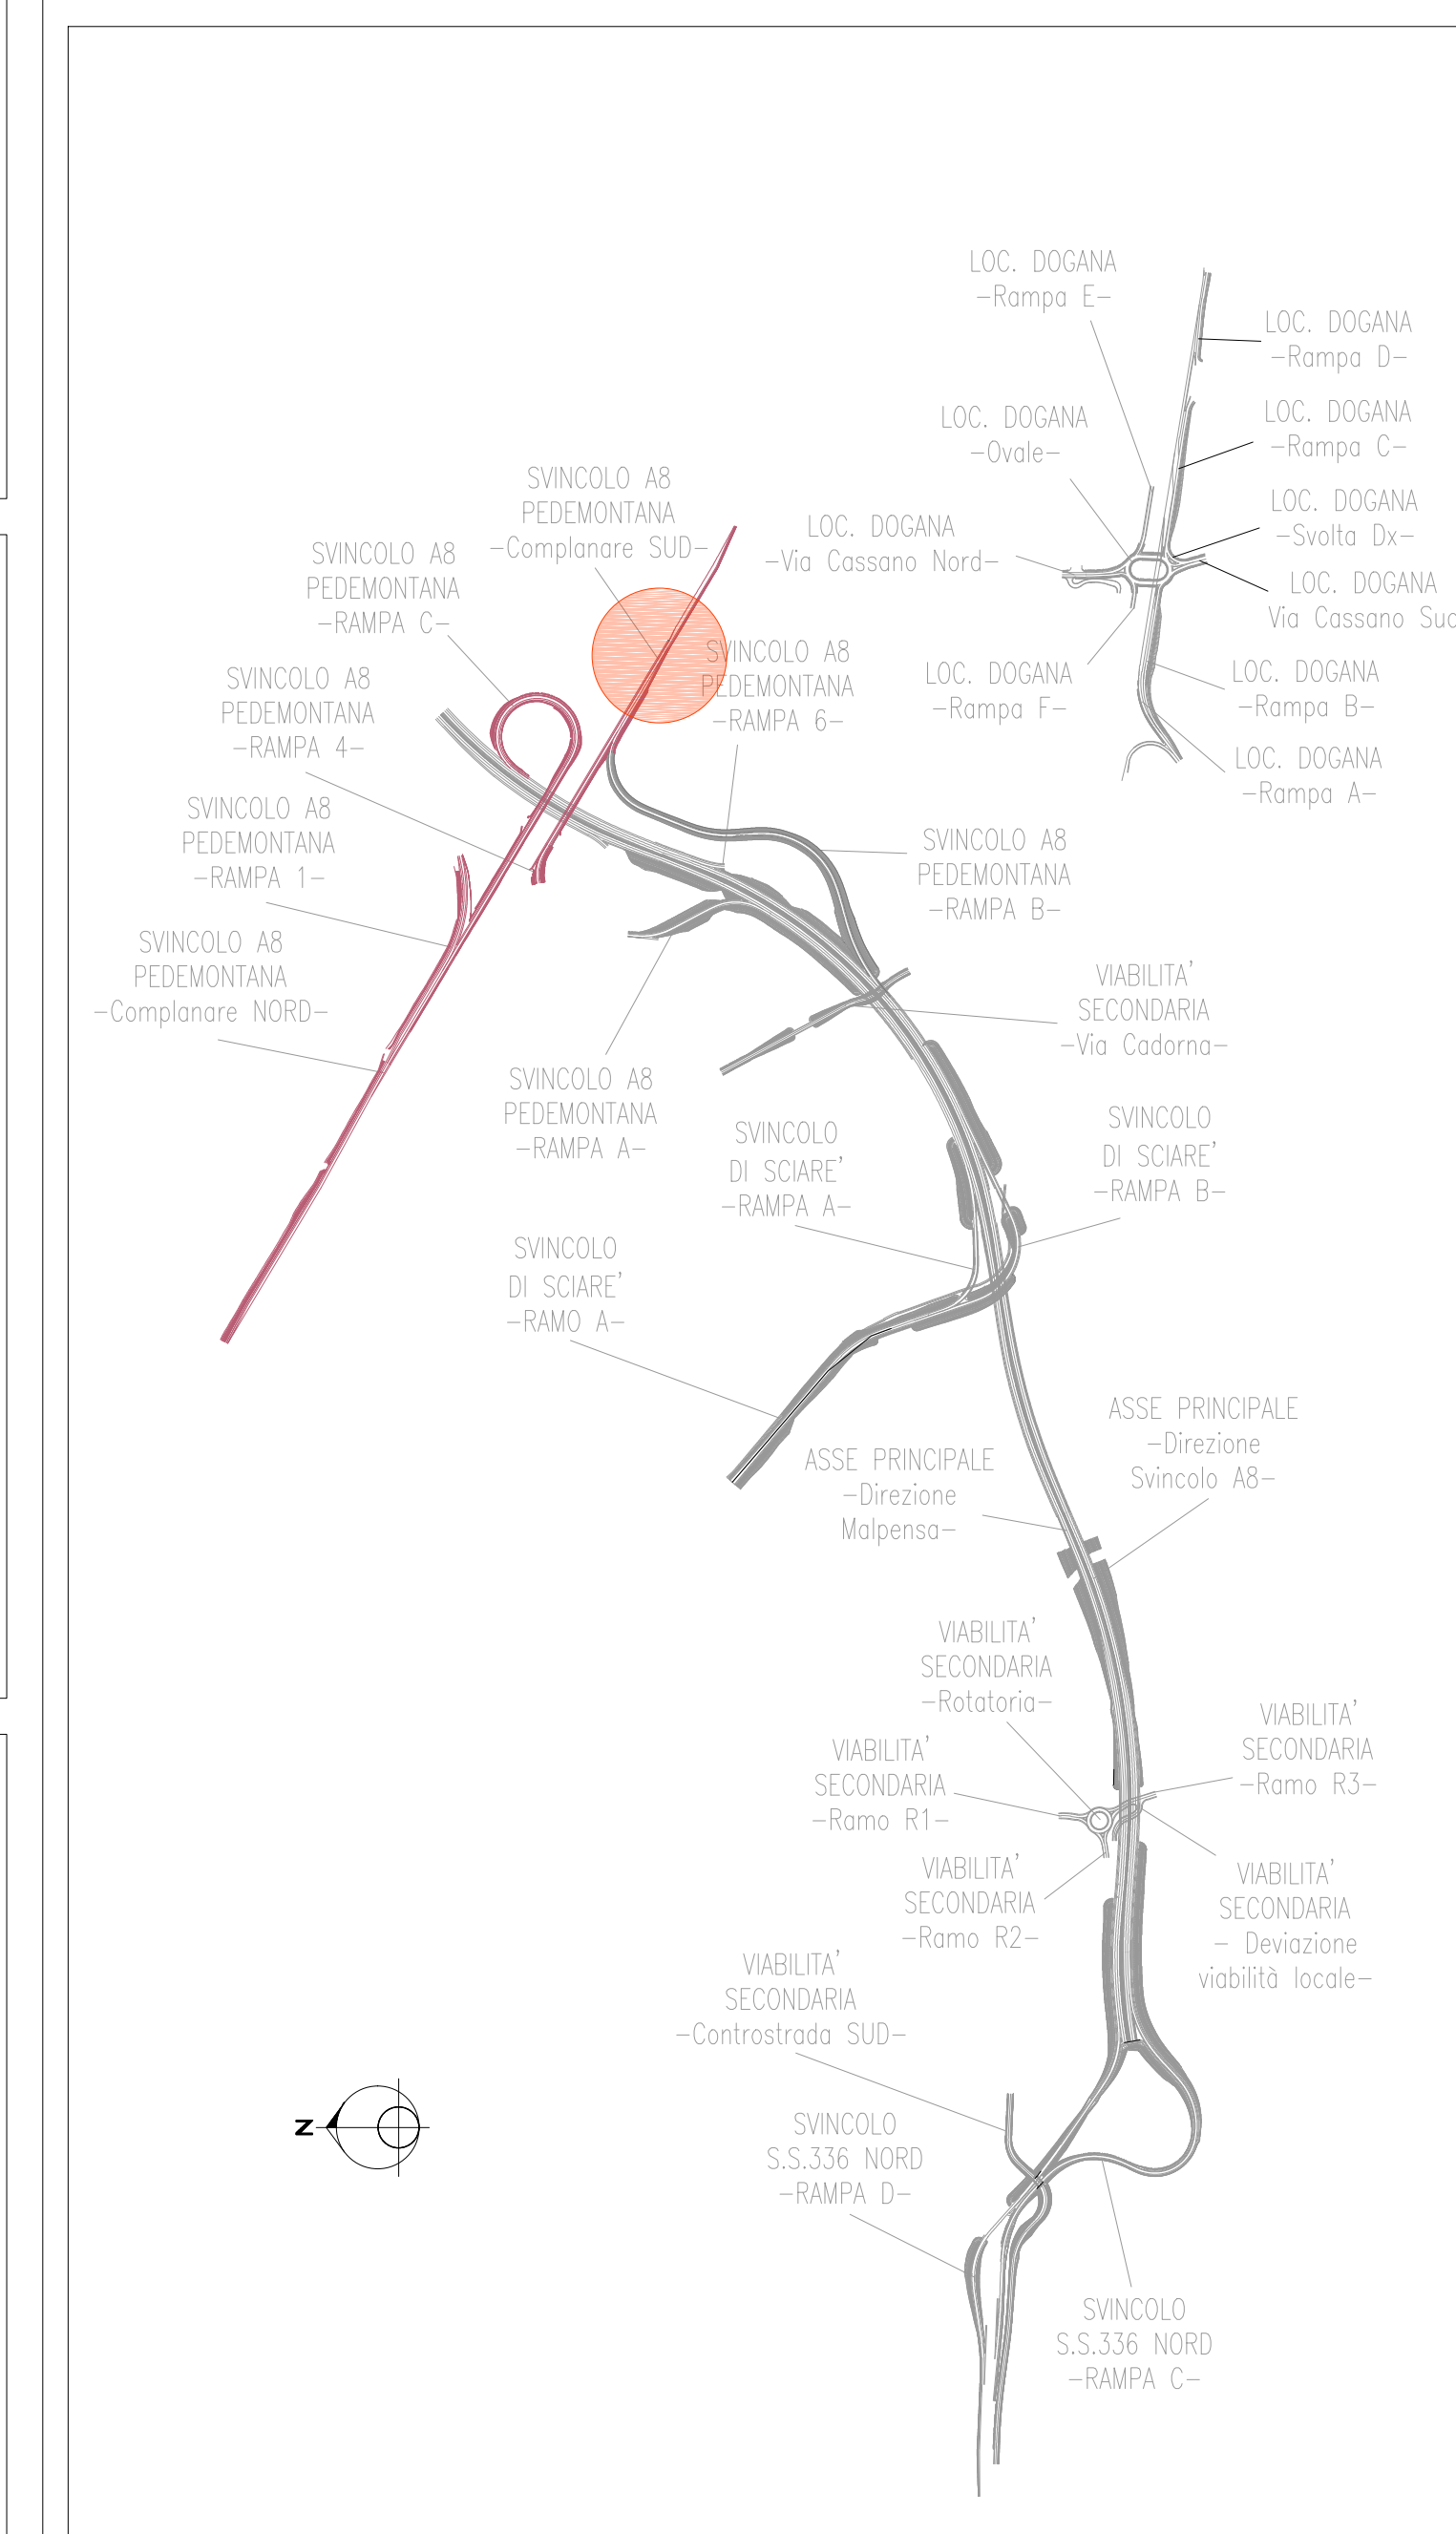 LOC. DOGANA
-Rampa E-
LOC. DOGANA
-Rampa D-
LOC. DOGANA
-Ovale-
LOC. DOGANA
-Rampa C-
SVINCOLO A8
PEDEMONTANA
-Complanare SUD-
LOC. DOGANA
-Svolta Dx-
LOC. DOGANA
-Via Cassano Nord-
SVINCOLO A8
PEDEMONTANA
-RAMPA C-
LOC. DOGANA
Via Cassano Sud
SVINCOLO A8
PEDEMONTANA
-RAMPA 6-
SVINCOLO A8
PEDEMONTANA
-RAMPA 4-
LOC. DOGANA
-Rampa F-
LOC. DOGANA
-Rampa B-
LOC. DOGANA
-Rampa A-
SVINCOLO A8
PEDEMONTANA
-RAMPA 1-
SVINCOLO A8
PEDEMONTANA
-RAMPA B-
SVINCOLO A8
PEDEMONTANA
-Complanare NORD-
VIABILITA'
SECONDARIA
-Via Cadorna-
SVINCOLO A8
PEDEMONTANA
-RAMPA A-
SVINCOLO
DI SCIARE'
-RAMPA A-
SVINCOLO
DI SCIARE'
-RAMPA B-
SVINCOLO
DI SCIARE'
-RAMO A-
ASSE PRINCIPALE
-Direzione
Svincolo A8-
ASSE PRINCIPALE
-Direzione
Malpensa-
VIABILITA'
SECONDARIA
-Rotatoria-
VIABILITA'
SECONDARIA
-Ramo R3-
VIABILITA'
SECONDARIA
-Ramo R1-
VIABILITA'
SECONDARIA
-Ramo R2-
VIABILITA'
SECONDARIA
- Deviazione
viabilità locale-
VIABILITA'
SECONDARIA
-Controstrada SUD-
N
SVINCOLO
S.S.336 NORD
-RAMPA D-
SVINCOLO
S.S.336 NORD
-RAMPA C-